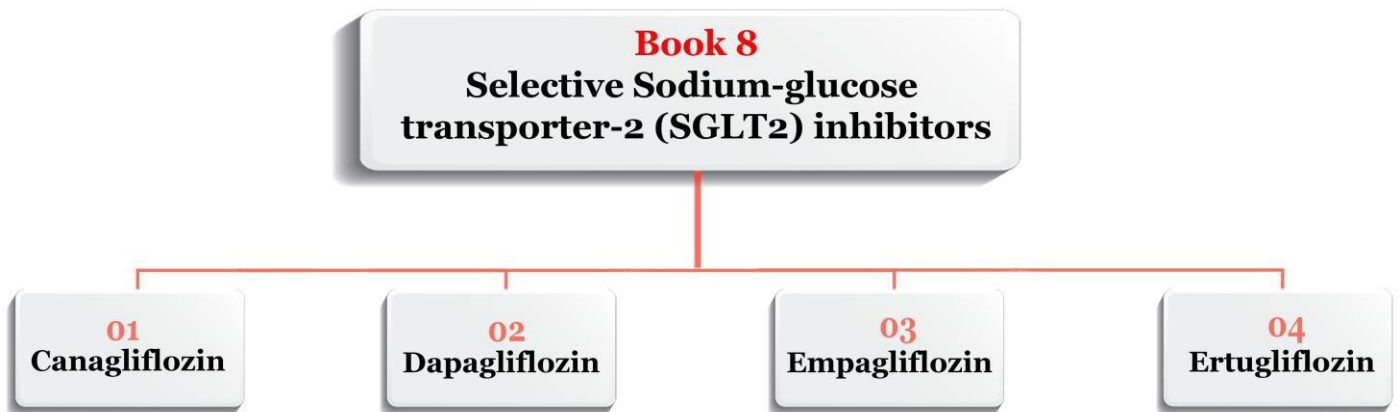 Book 8
Selective Sodium-glucose
transporter-2 (SGLT2) inhibitors
01
Canagliflozin
02
Dapagliflozin
03
Empagliflozin
04
Ertugliflozin